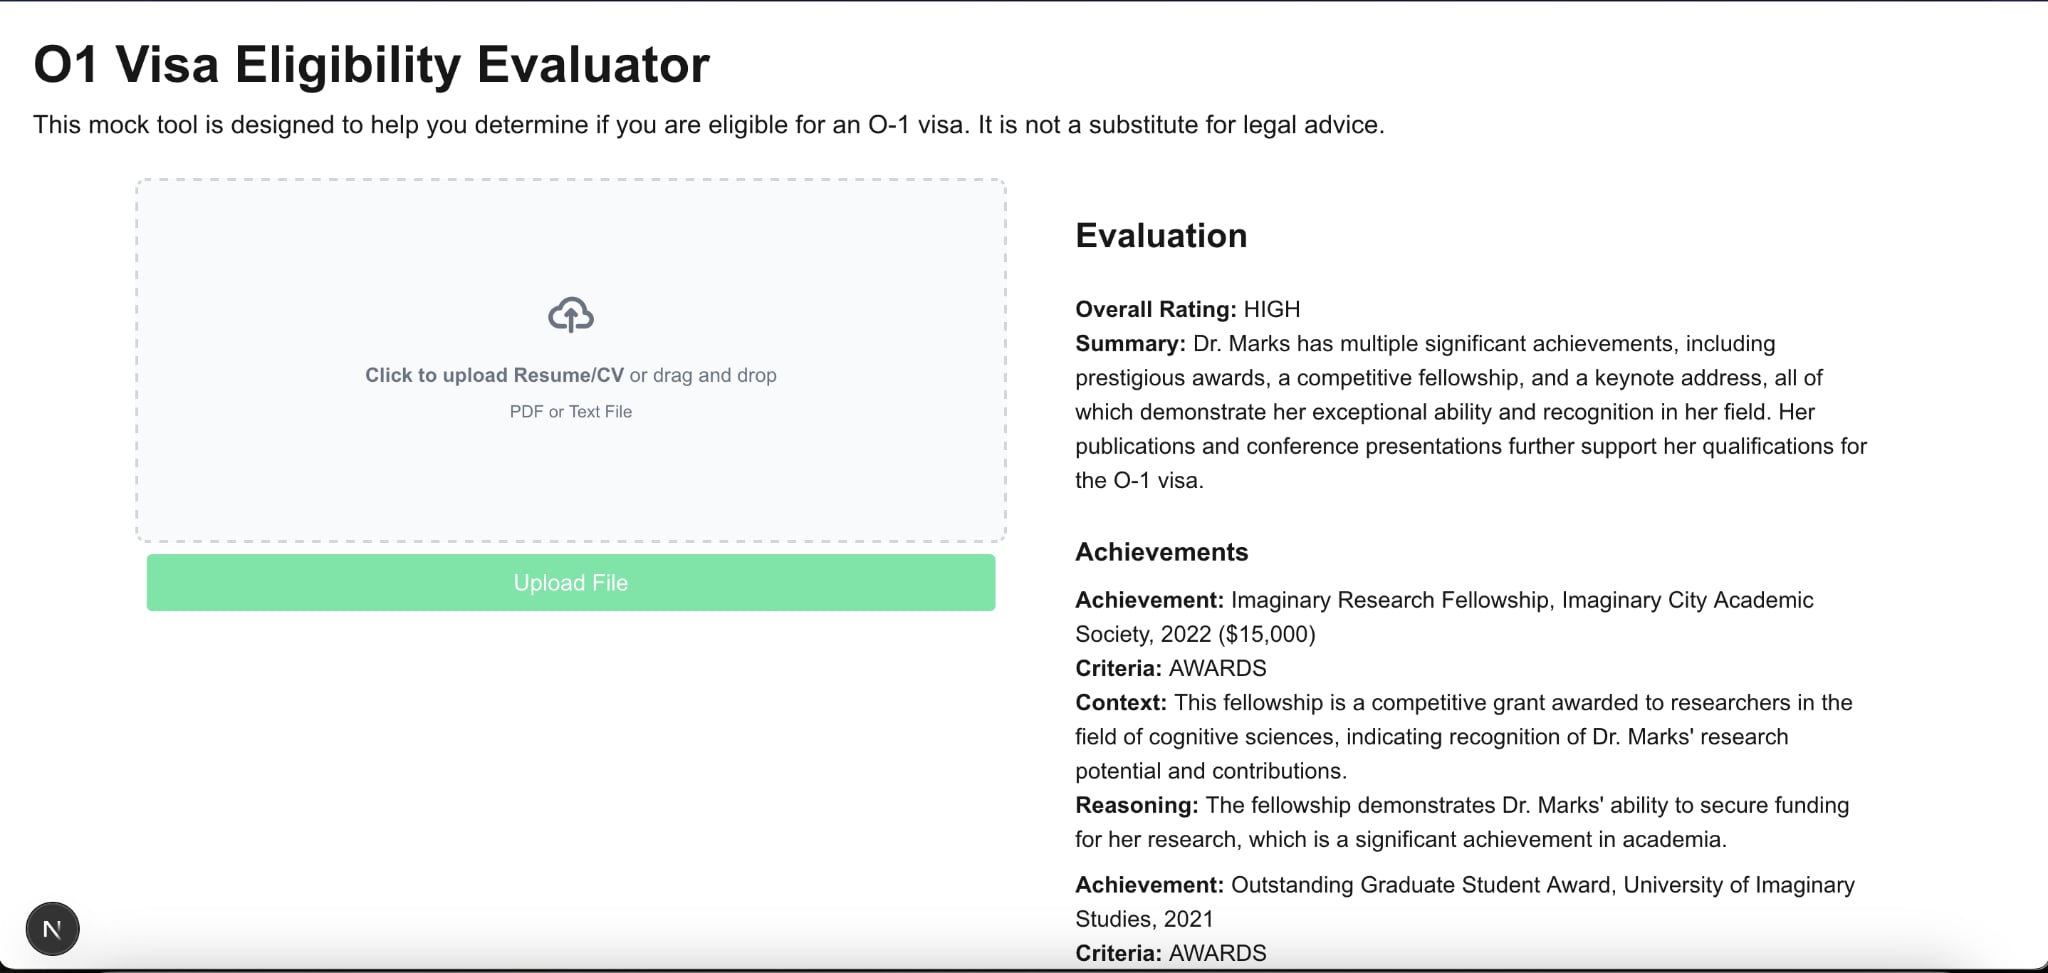 O1 Visa Eligibility Evaluator
This mock tool is designed to help you determine if you are eligible for an O-1 visa. It is not a substitute for legal advice.
Click to upload Resume/CV or drag and drop
PDF or Text File
Upload File
Evaluation
Overall Rating: HIGH
Summary: Dr. Marks has multiple significant achievements, including
prestigious awards, a competitive fellowship, and a keynote address, all of
which demonstrate her exceptional ability and recognition in her field. Her
publications and conference presentations further support her qualifications for
the O-1 visa.
Achievements
Achievement: Imaginary Research Fellowship, Imaginary City Academic
Society, 2022 ($15,000)
Criteria: AWARDS
Context: This fellowship is a competitive grant awarded to researchers in the
field of cognitive sciences, indicating recognition of Dr. Marks' research
potential and contributions.
Reasoning: The fellowship demonstrates Dr. Marks' ability to secure funding
for her research, which is a significant achievement in academia.
Achievement: Outstanding Graduate Student Award, University of Imaginary
Studies, 2021
Criteria: AWARDS
N